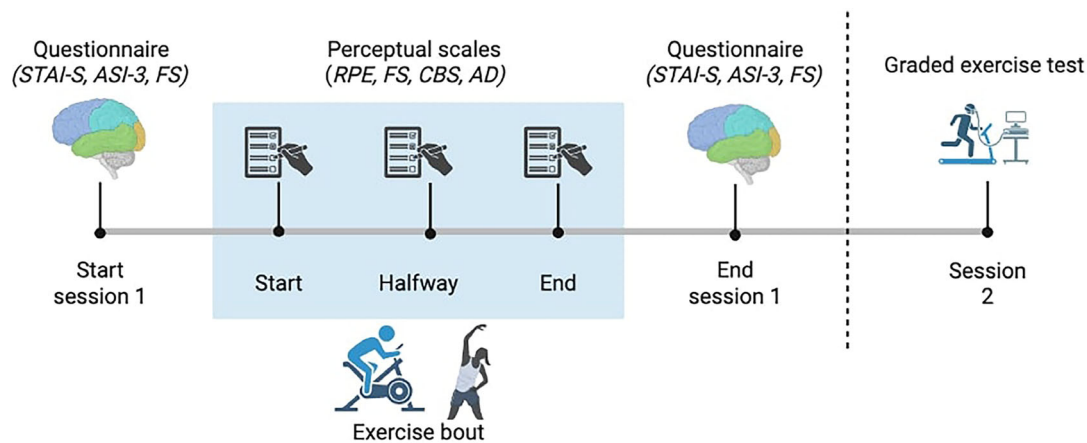 Questionnaire
(STAI-S, ASI-3, FS)
Perceptual scales
(RPE, FS, CBS, AD)
Questionnaire
(STAI-S, ASI-3, FS)
Graded exercise test
Start
session 1
Start
Halfway
End
End
session 1
Session
2
Exercise bout